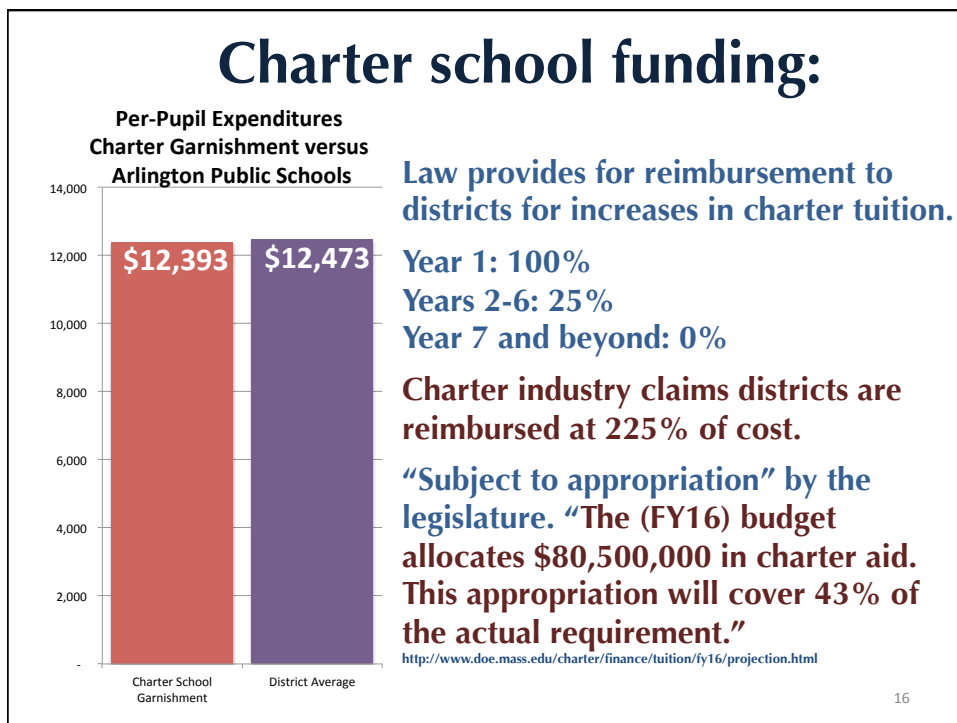 Charter school funding:
Per-Pupil Expenditures
Charter Garnishment versus
Arlington Public Schools
14,000
12,000
10,000
8,000
6,000
4,000
2,000
-
$12,393
$12,473
Charter School
Garnishment
District Average
Law provides for reimbursement to
districts for increases in charter tuition.
Year 1: 100%
Years 2-6: 25%
Year 7 and beyond: 0%
Charter industry claims districts are
reimbursed at 225% of cost.
“Subject to appropriation” by the
legislature. “The (FY16) budget
allocates $80,500,000 in charter aid.
This appropriation will cover 43% of
the actual requirement.”
http://www.doe.mass.edu/charter/finance/tuition/fy16/projection.html
16